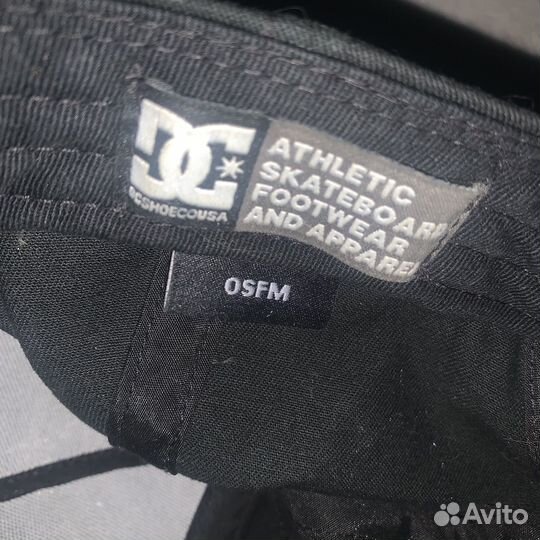 DC
DCSHOECOUSA
ATHLETIC
SKATEBOARD
FOOTWEAR
AND APPAREL
OSFM
Avito